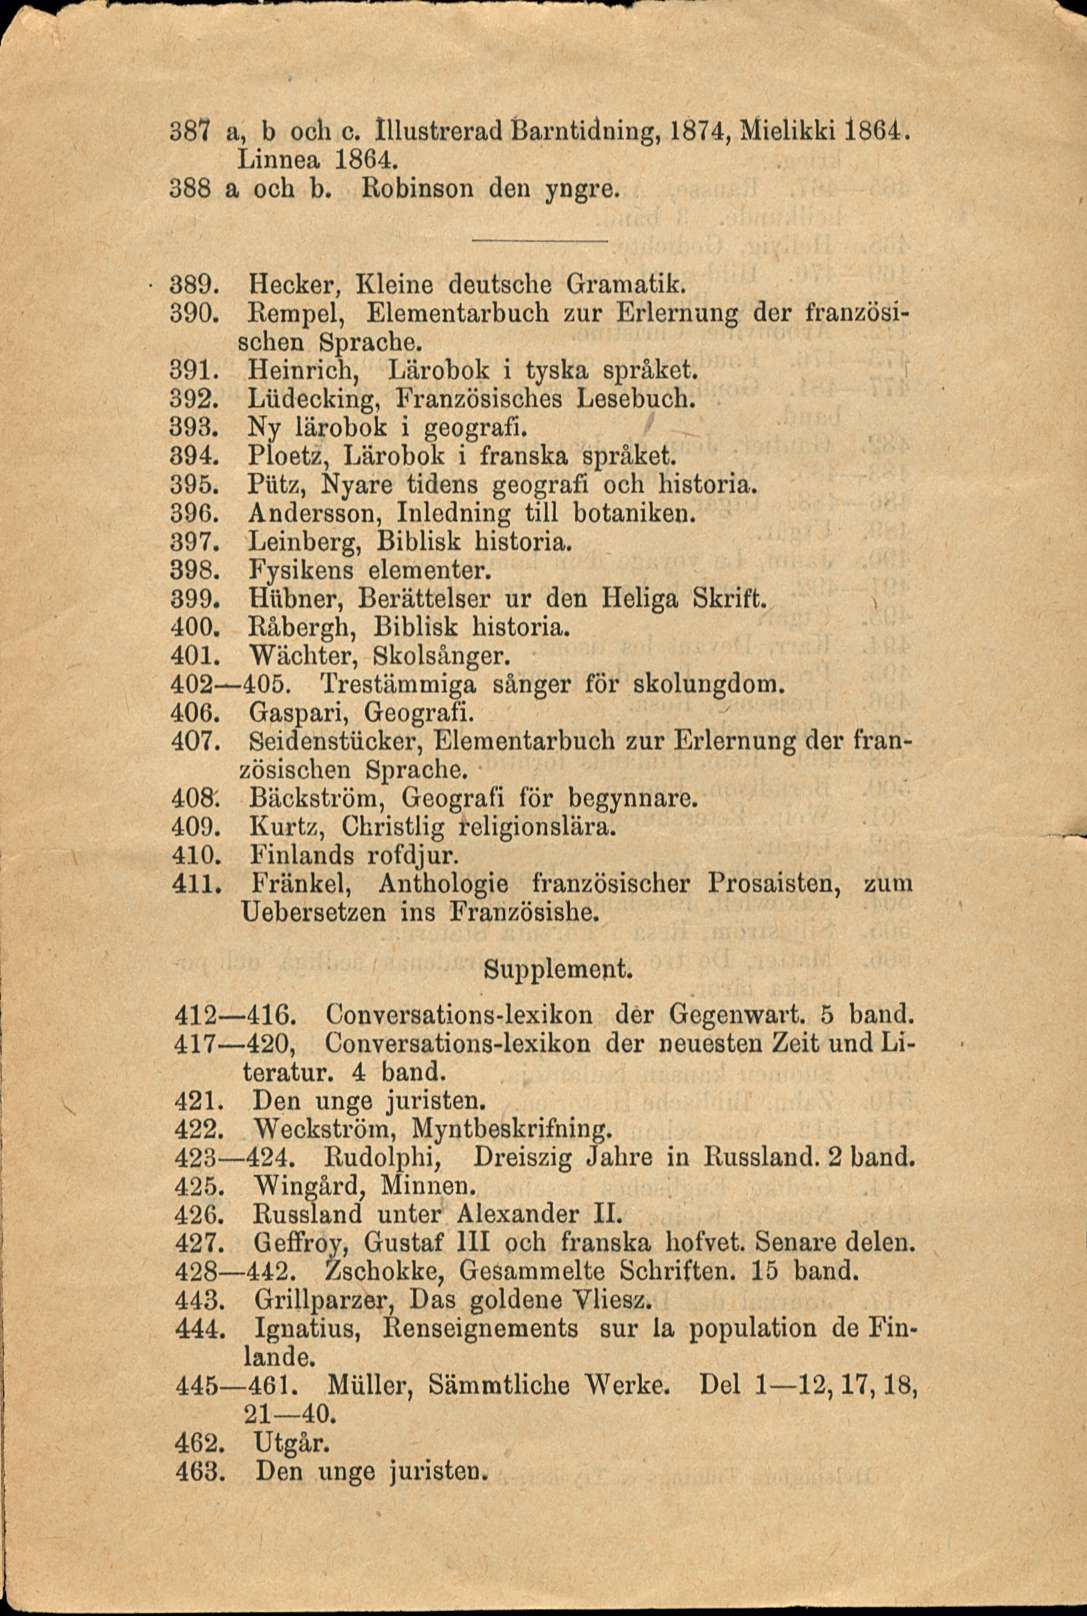 387 a, b och c. Illustrerad Barntidning, 1874, Mielikki 1864.
Linnea 1864.
388 a och b. Robinson den yngre.
389. Hecker, Kleine deutsche Gramatik.
390. Rempel, Elementarbuch zur Erlernung der französi-
schen Sprache.
391. Heinrich, Lärobok i tyska språket.
392. Lüdecking, Französisches Lesebuch.
393. Ny lärobok i geografi.
394. Ploetz, Lärobok i franska språket.
395. Pütz, Nyare tidens geografi och historia.
396. Andersson, Inledning till botaniken.
397. Leinberg, Biblisk historia.
398. Fysikens elementer.
399. Hübner, Berättelser ur den Heliga Skrift.
400. Råbergh, Biblisk historia.
401. Wächter, Skolsånger.
402—405. Trestämmiga sånger för skolungdom.
406. Gaspari, Geografi.
407. Seidenstücker, Elementarbuch zur Erlernung der fran-
zösischen Sprache.
408. Bäckström, Geografi för begynnare.
409. Kurtz, Christlig religionslära.
410. Finlands rofdjur.
411. Fränkel, Anthologie französischer Prosaisten, zum
Uebersetzen ins Französishe.
Supplement.
412—416. Conversations-lexikon der Gegenwart. 5 band.
417—420, Conversations-lexikon der neuesten Zeit und Li-
teratur. 4 band.
421. Den unge juristen.
422. Weckström, Myntbeskrifning.
423—424. Rudolphi, Dreiszig Jahre in Russland. 2 band.
425. Wingård, Minnen.
426. Russland unter Alexander II.
427. Geffroy, Gustaf III och franska hofvet. Senare delen.
428—442. Zschokke, Gesammelte Schriften. 15 band.
443. Grillparzer, Das goldene Vliesz.
444. Ignatius, Renseignements sur la population de Fin-
lande.
445—461. Müller, Sämmtliche Werke. Del 1—12, 17, 18,
21—40.
462. Utgår.
463. Den unge juristen.